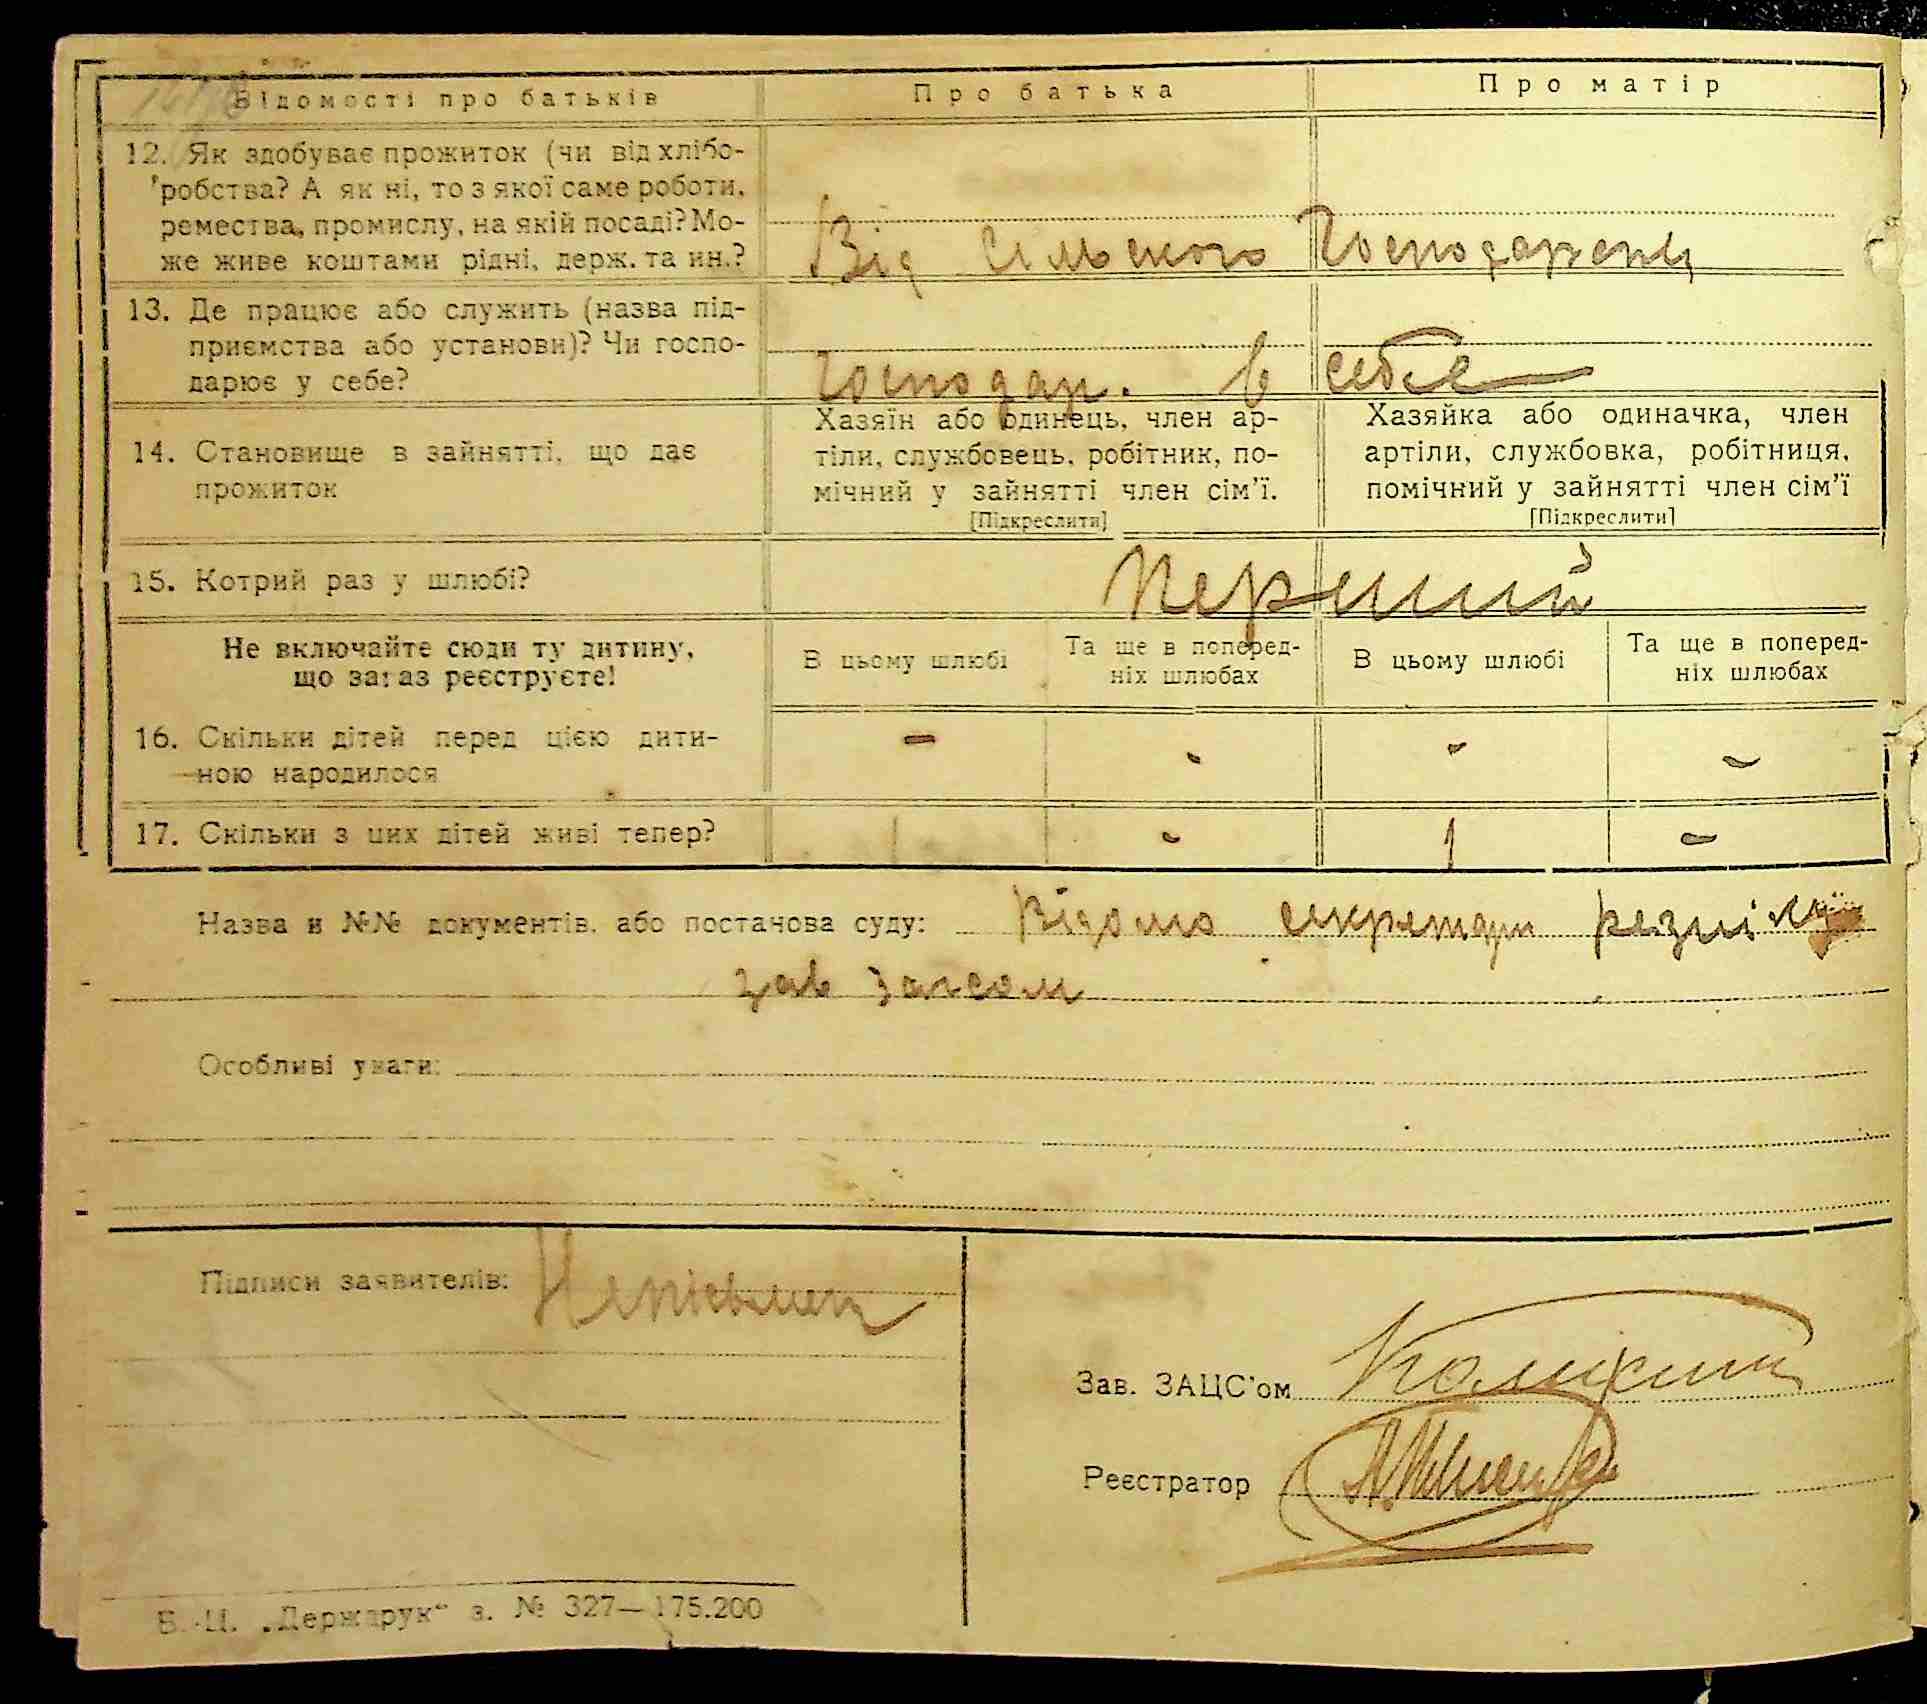 Відомості про батьків
Про батька
Про матір
12. Як здобуває прожиток (чи від хлібо-
робства? А як ні, то з якої саме роботи,
ремества, промислу, на якій посаді? Мо-
же живе коштами рідні, держ. та ин.?
Від сільского Господарства
13. Де працює або служить (назва під-
приємства або установи)? Чи госпо-
дарює у себе?
Господар. в себе
14. Становище в зайнятті, що дає
прожиток
Хазяїн або одинець, член ар-
тіли, службовець, робітник, по-
мічний у зайнятті член сім'ї.
[Підкреслити]
Хазяйка або одиначка, член
артіли, службовка, робітниця,
помічний у зайнятті член сім'ї
[Підкреслити]
15. Котрий раз у шлюбі?
Перший
Не включайте сюди ту дитину,
що зараз реєструєте!
В цьому шлюбі
Та ще в поперед-
ніх шлюбах
В цьому шлюбі
Та ще в поперед-
ніх шлюбах
16. Скільки дітей перед цією дити-
ною народилося
- - - -
17. Скільки з цих дітей живі тепер?
1 - 1 -
Назва и №№ документів, або постанова суду: Відомо секретарю
зав загсом
Особливі уваги:
Підписи заявителів:
Зав. ЗАЦС'ом
Реєстратор
Б.-Ц. „Держдрук“ з. № 327—175.200